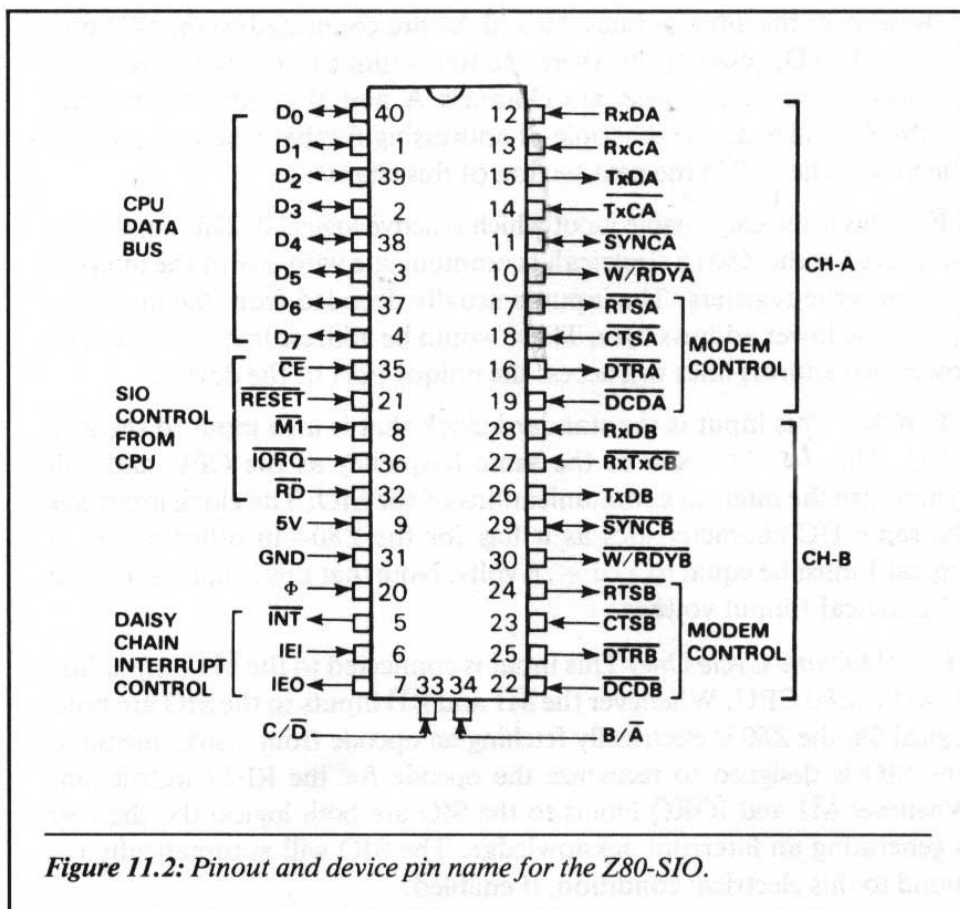 D₀ 40 12 RxDA
D₁ 1 13 RxCA
D₂ 39 15 TxDA
D₃ 2 14 TxCA
D₄ 38 11 SYNCA
D₅ 3 10 W/RDYA
D₆ 37 17 RTSA
D₇ 4 18 CTSA
CE 35 16 DTRA
RESET 21 19 DCDA
M1 8 28 RxDB
IORQ 36 27 RxTxCB
RD 32 26 TxDB
5V 9 29 SYNCB
GND 31 30 W/RDYB
Φ 20 24 RTSB
INT 5 23 CTSB
IEI 6 25 DTRB
IEO 7 22 DCDB
33 34
C/D B/A
CPU
DATA
BUS
SIO
CONTROL
FROM
CPU
DAISY
CHAIN
INTERRUPT
CONTROL
CH-A
MODEM
CONTROL
CH-B
MODEM
CONTROL
Figure 11.2: Pinout and device pin name for the Z80-SIO.